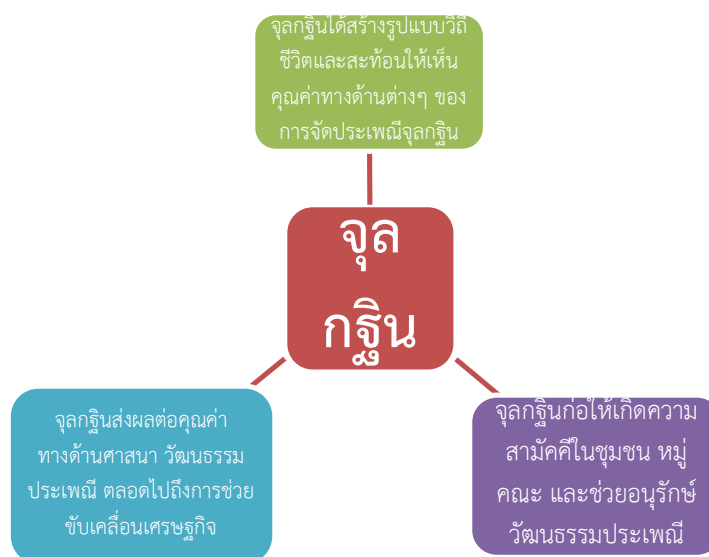 จุลกฐินได้สร้างรูปแบบวิถี
ชีวิตและสะท้อนให้เห็น
คุณค่าทางด้านต่างๆ ของ
การจัดประเพณีจุลกฐิน
จุล
กฐิน
จุลกฐินส่งผลต่อคุณค่า
ทางด้านศาสนา วัฒนธรรม
ประเพณี ตลอดไปถึงการช่วย
ขับเคลื่อนเศรษฐกิจ
จุลกฐินก่อให้เกิดความ
สามัคคีในชุมชน หมู่
คณะ และช่วยอนุรักษ์
วัฒนธรรมประเพณี